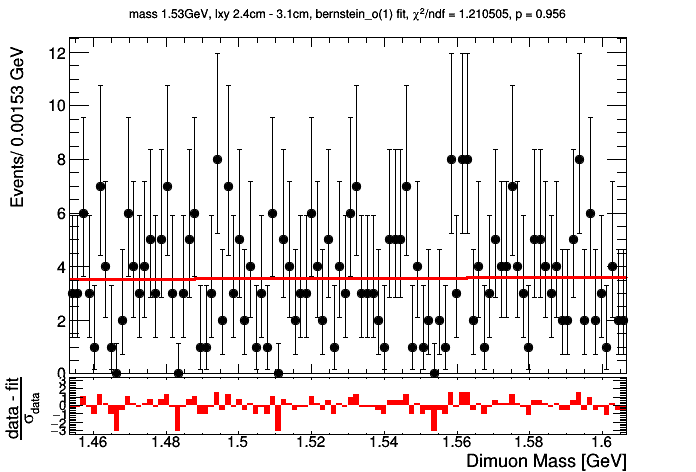 mass 1.53GeV, lxy 2.4cm - 3.1cm, bernstein_o(1) fit, χ²/ndf = 1.210505, p = 0.956
Events/ 0.00153 GeV
12
10
8
6
4
2
0
data - fit
σdata
3
2
1
0
−1
−2
−3
1.46 1.48 1.5 1.52 1.54 1.56 1.58 1.6
Dimuon Mass [GeV]